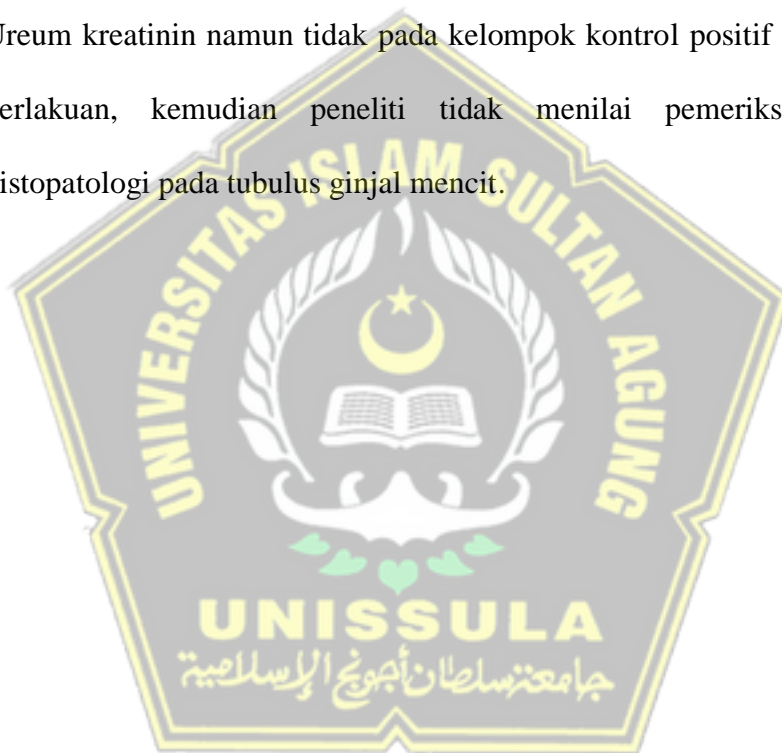 Ureum kreatinin namun tidak pada kelompok kontrol positif
erlakuan, kemudian peneliti tidak menilai pemeriks
istopatologi pada tubulus ginjal mencit.
UNIVERSITAS ISLAM SULTAN AGUNG
UNISSULA
جامعة سلطان أجونج الإسلامية